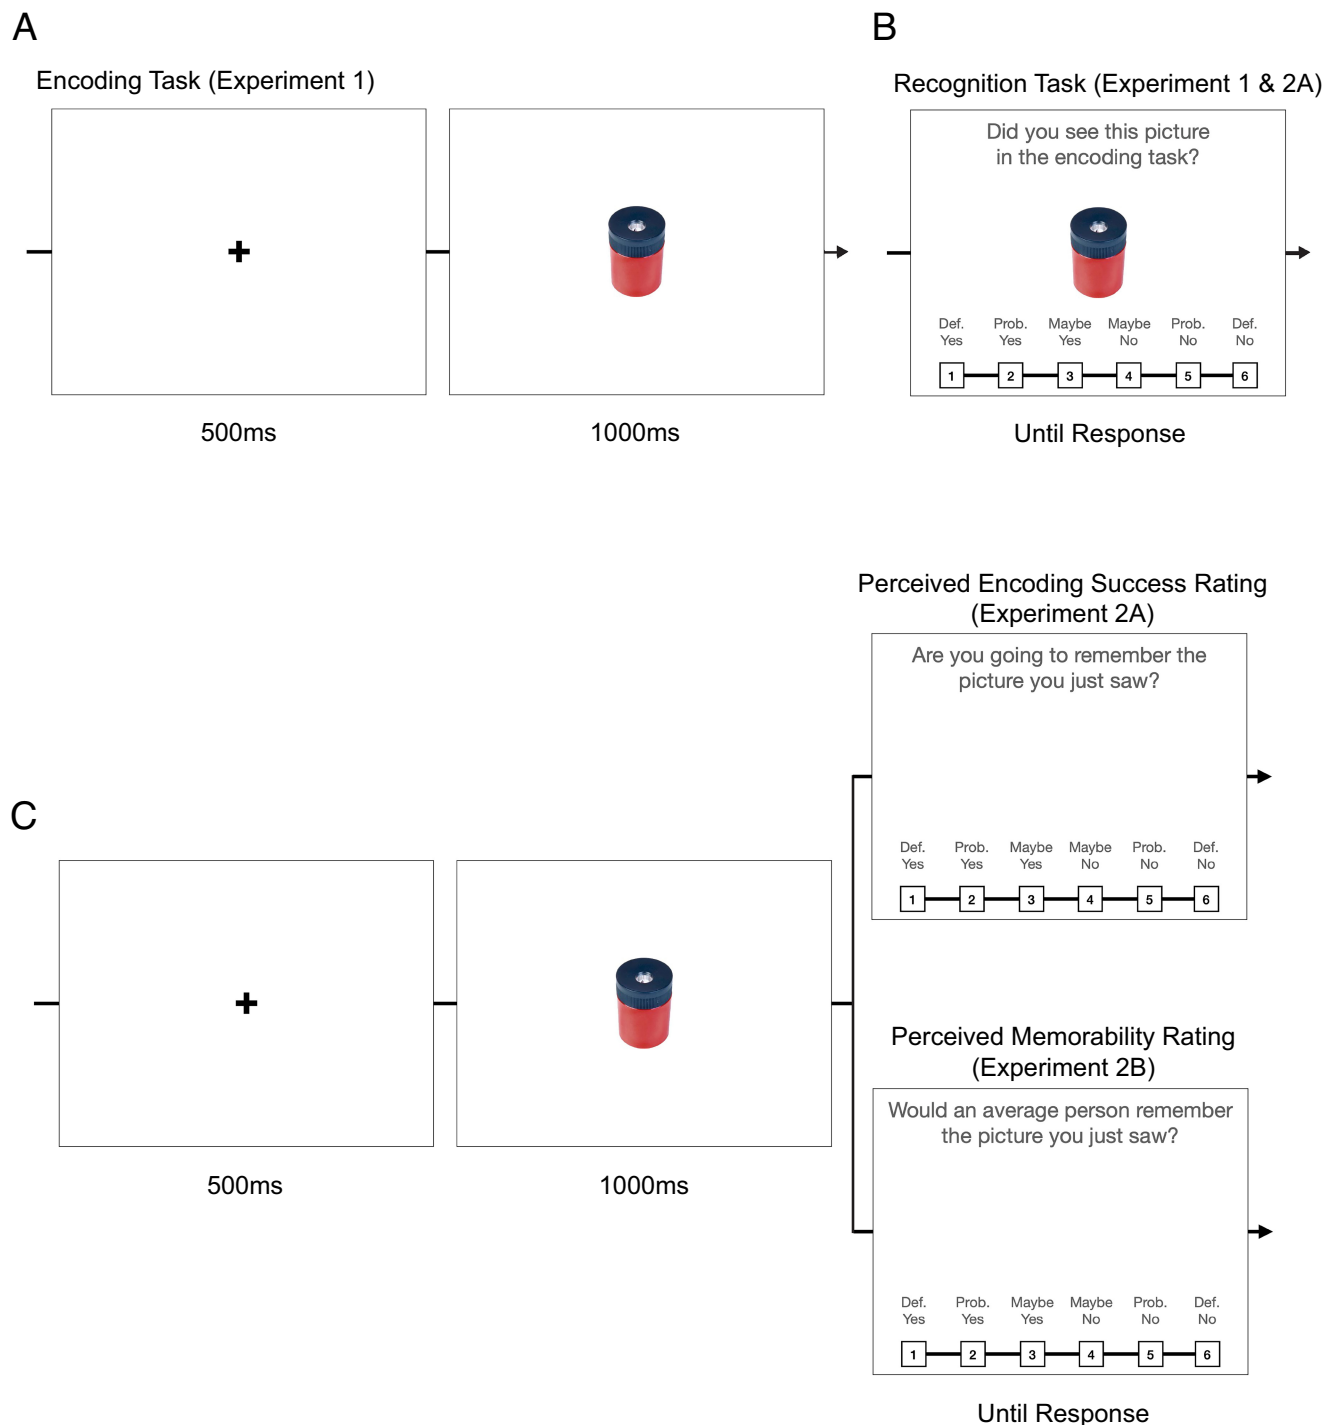 A
Encoding Task (Experiment 1)
500ms
1000ms
B
Recognition Task (Experiment 1 & 2A)
Did you see this picture
in the encoding task?
Def. Prob. Maybe Maybe Prob. Def.
Yes Yes Yes No No No
1 2 3 4 5 6
Until Response
C
500ms
1000ms
Perceived Encoding Success Rating
(Experiment 2A)
Are you going to remember the
picture you just saw?
Def. Prob. Maybe Maybe Prob. Def.
Yes Yes Yes No No No
1 2 3 4 5 6
Perceived Memorability Rating
(Experiment 2B)
Would an average person remember
the picture you just saw?
Def. Prob. Maybe Maybe Prob. Def.
Yes Yes Yes No No No
1 2 3 4 5 6
Until Response